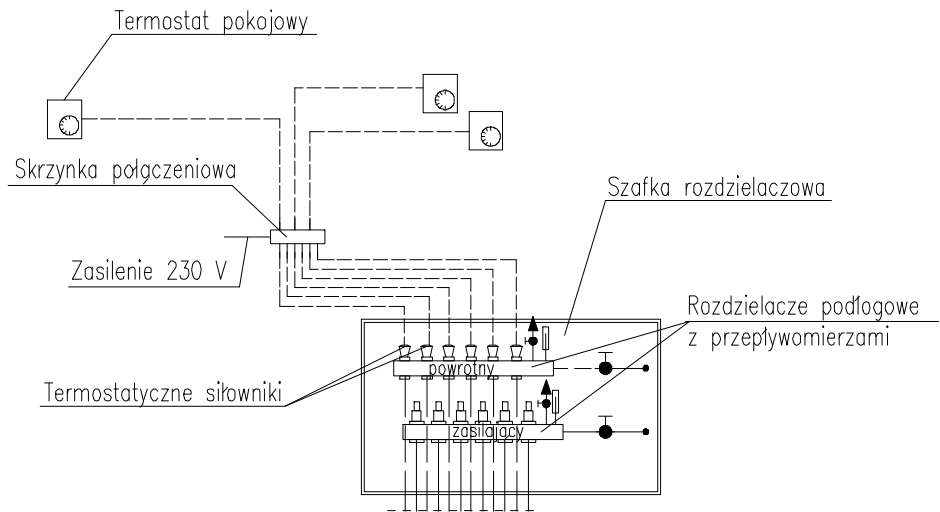 Termostat pokojowy
Skrzynka połączeniowa
Szafka rozdzielaczowa
Zasilenie 230 V
Rozdzielacze podłogowe
z przepływomierzami
powrotny
Termostatyczne siłowniki
zasilający